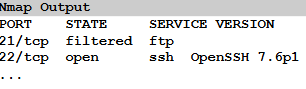 Nmap Output
PORT STATE SERVICE VERSION
21/tcp filtered ftp
22/tcp open ssh OpenSSH 7.6p1
...